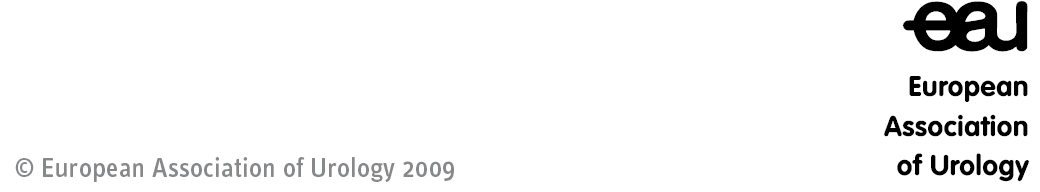 eau
European
Association
of Urology
© European Association of Urology 2009